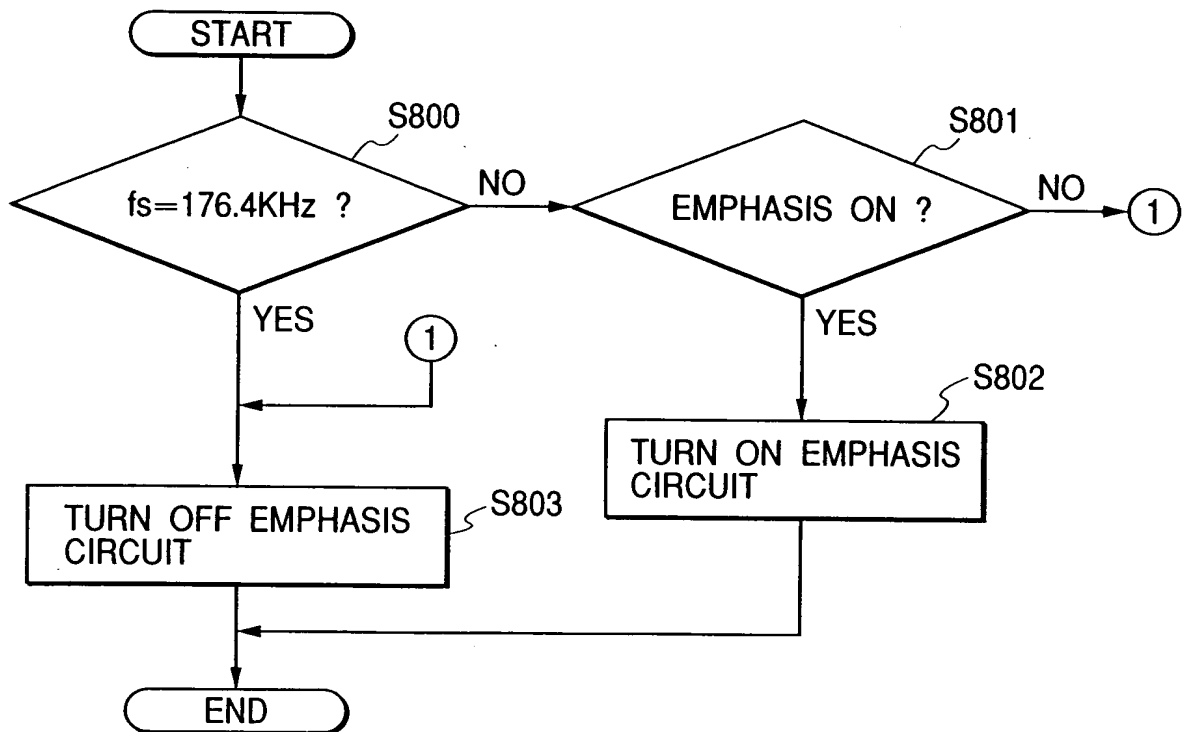 START
S800
fs=176.4KHz ?
NO
S801
EMPHASIS ON ?
NO
1
YES
1
YES
S802
TURN ON EMPHASIS
CIRCUIT
S803
TURN OFF EMPHASIS
CIRCUIT
END